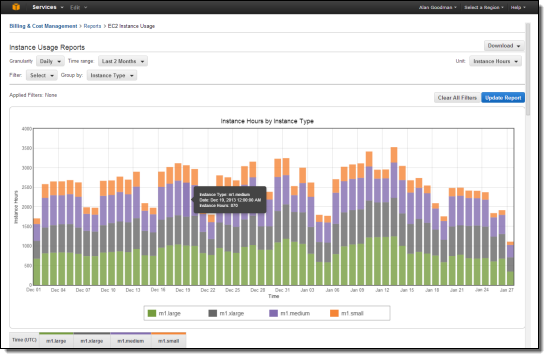 Services Edit Alan Goodman Select a Region Help
Billing & Cost Management > Reports > EC2 Instance Usage
Instance Usage Reports
Download
Granularity Daily Time range: Last 2 Months Unit Instance Hours
Filter: Select Group by: Instance Type
Applied Filters: None
Clear All Filters Update Report
Instance Hours by Instance Type
4000
3500
3000
2500
2000
1500
1000
500
0
Instance Hours
Instance Type: m1.medium
Date: Dec 19, 2013 12:00:00 AM
Instance Hours: 870
Dec 01 Dec 04 Dec 07 Dec 10 Dec 13 Dec 16 Dec 19 Dec 22 Dec 25 Dec 28 Dec 31 Jan 03 Jan 06 Jan 09 Jan 12 Jan 15 Jan 18 Jan 21 Jan 24 Jan 27
Time
m1.large m1.xlarge m1.medium m1.small
Time (UTC) m1.large m1.xlarge m1.medium m1.small